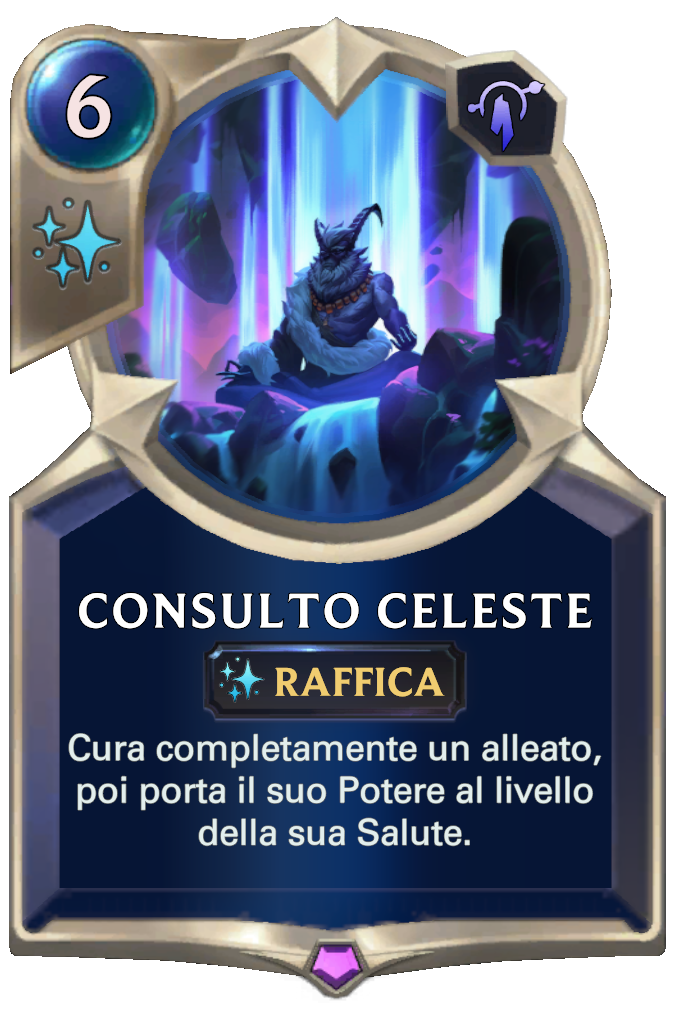 6
CONSULTO CELESTE
RAFFICA
Cura completamente un alleato,
poi porta il suo Potere al livello
della sua Salute.